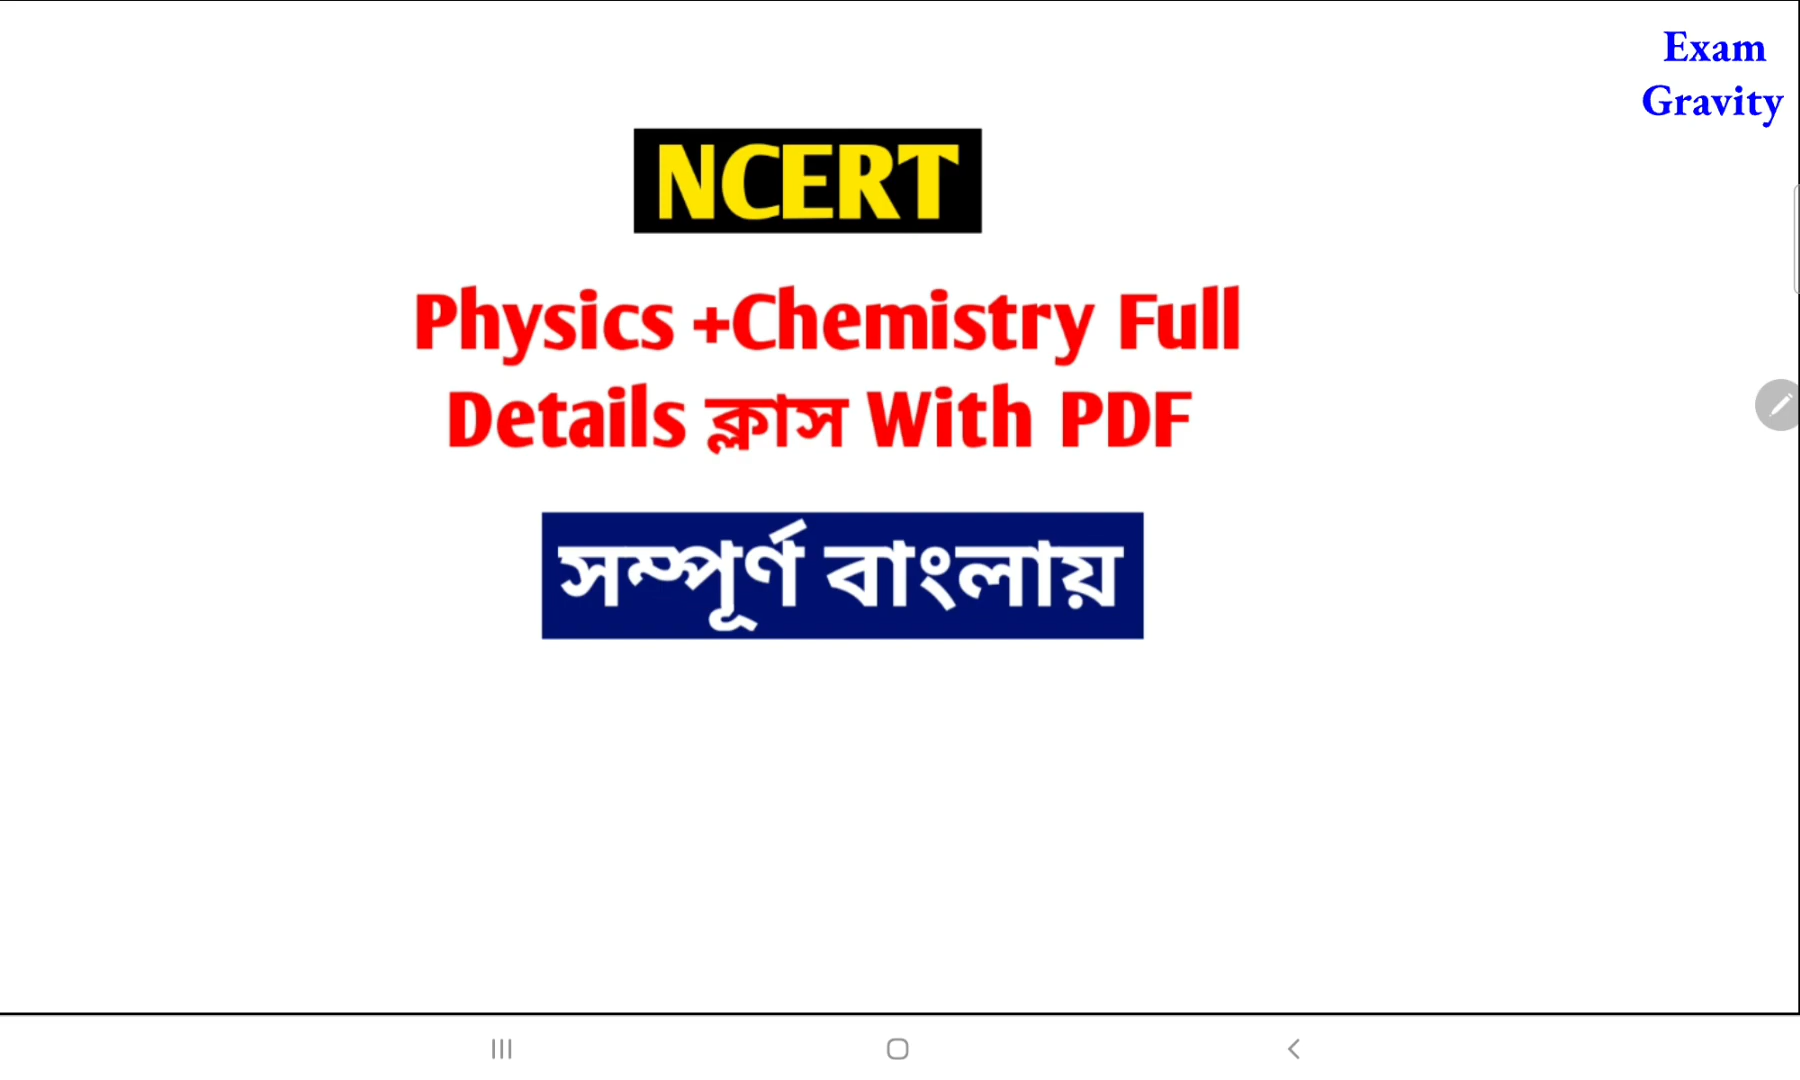 Exam
Gravity
NCERT
Physics +Chemistry Full
Details ক্লাস With PDF
সম্পূর্ণ বাংলায়